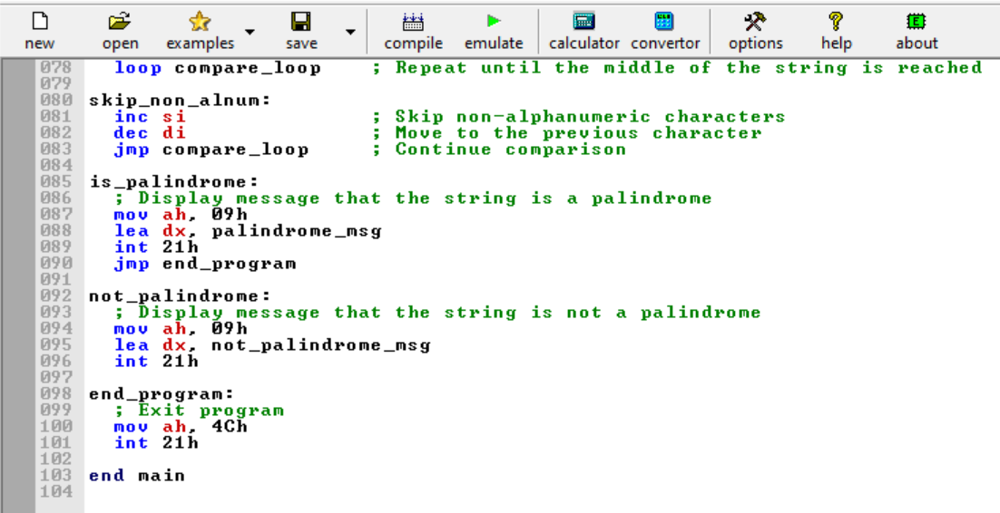 new open examples save compile emulate calculator convertor options help about
078 loop compare_loop ; Repeat until the middle of the string is reached
079
080 skip_non_alnum:
081 inc si ; Skip non-alphanumeric characters
082 dec di ; Move to the previous character
083 jmp compare_loop ; Continue comparison
084
085 is_palindrome:
086 ; Display message that the string is a palindrome
087 mov ah, 09h
088 lea dx, palindrome_msg
089 int 21h
090 jmp end_program
091
092 not_palindrome:
093 ; Display message that the string is not a palindrome
094 mov ah, 09h
095 lea dx, not_palindrome_msg
096 int 21h
097
098 end_program:
099 ; Exit program
100 mov ah, 4Ch
101 int 21h
102
103 end main
104